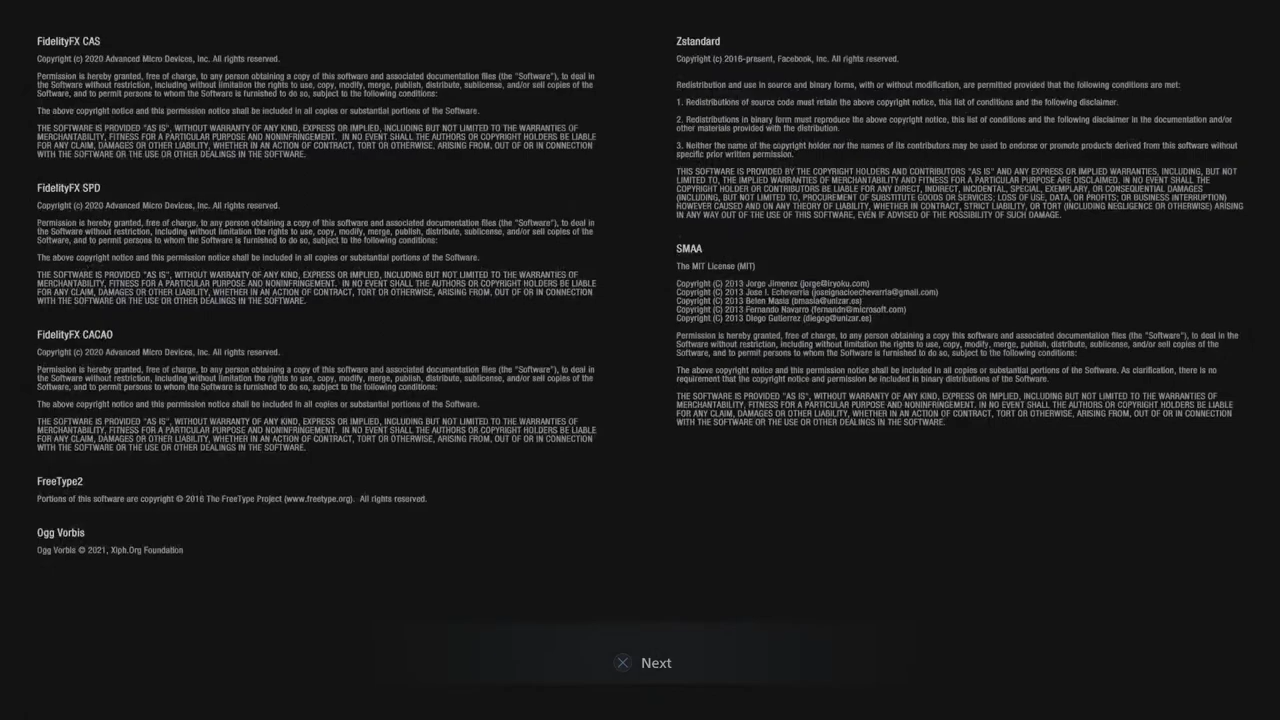 FidelityFX CAS
Copyright (c) 2020 Advanced Micro Devices, Inc. All rights reserved.
Permission is hereby granted, free of charge, to any person obtaining a copy of this software and associated documentation files (the "Software"), to deal in
the Software without restriction, including without limitation the rights to use, copy, modify, merge, publish, distribute, sublicense, and/or sell copies of the
Software, and to permit persons to whom the Software is furnished to do so, subject to the following conditions:
The above copyright notice and this permission notice shall be included in all copies or substantial portions of the Software.
THE SOFTWARE IS PROVIDED "AS IS", WITHOUT WARRANTY OF ANY KIND, EXPRESS OR IMPLIED, INCLUDING BUT NOT LIMITED TO THE WARRANTIES OF
MERCHANTABILITY, FITNESS FOR A PARTICULAR PURPOSE AND NONINFRINGEMENT. IN NO EVENT SHALL THE AUTHORS OR COPYRIGHT HOLDERS BE LIABLE
FOR ANY CLAIM, DAMAGES OR OTHER LIABILITY, WHETHER IN AN ACTION OF CONTRACT, TORT OR OTHERWISE, ARISING FROM, OUT OF OR IN CONNECTION
WITH THE SOFTWARE OR THE USE OR OTHER DEALINGS IN THE SOFTWARE.
FidelityFX SPD
Copyright (c) 2020 Advanced Micro Devices, Inc. All rights reserved.
Permission is hereby granted, free of charge, to any person obtaining a copy of this software and associated documentation files (the "Software"), to deal in
the Software without restriction, including without limitation the rights to use, copy, modify, merge, publish, distribute, sublicense, and/or sell copies of the
Software, and to permit persons to whom the Software is furnished to do so, subject to the following conditions:
The above copyright notice and this permission notice shall be included in all copies or substantial portions of the Software.
THE SOFTWARE IS PROVIDED "AS IS", WITHOUT WARRANTY OF ANY KIND, EXPRESS OR IMPLIED, INCLUDING BUT NOT LIMITED TO THE WARRANTIES OF
MERCHANTABILITY, FITNESS FOR A PARTICULAR PURPOSE AND NONINFRINGEMENT. IN NO EVENT SHALL THE AUTHORS OR COPYRIGHT HOLDERS BE LIABLE
FOR ANY CLAIM, DAMAGES OR OTHER LIABILITY, WHETHER IN AN ACTION OF CONTRACT, TORT OR OTHERWISE, ARISING FROM, OUT OF OR IN CONNECTION
WITH THE SOFTWARE OR THE USE OR OTHER DEALINGS IN THE SOFTWARE.
FidelityFX CACAO
Copyright (c) 2020 Advanced Micro Devices, Inc. All rights reserved.
Permission is hereby granted, free of charge, to any person obtaining a copy of this software and associated documentation files (the "Software"), to deal in
the Software without restriction, including without limitation the rights to use, copy, modify, merge, publish, distribute, sublicense, and/or sell copies of the
Software, and to permit persons to whom the Software is furnished to do so, subject to the following conditions:
The above copyright notice and this permission notice shall be included in all copies or substantial portions of the Software.
THE SOFTWARE IS PROVIDED "AS IS", WITHOUT WARRANTY OF ANY KIND, EXPRESS OR IMPLIED, INCLUDING BUT NOT LIMITED TO THE WARRANTIES OF
MERCHANTABILITY, FITNESS FOR A PARTICULAR PURPOSE AND NONINFRINGEMENT. IN NO EVENT SHALL THE AUTHORS OR COPYRIGHT HOLDERS BE LIABLE
FOR ANY CLAIM, DAMAGES OR OTHER LIABILITY, WHETHER IN AN ACTION OF CONTRACT, TORT OR OTHERWISE, ARISING FROM, OUT OF OR IN CONNECTION
WITH THE SOFTWARE OR THE USE OR OTHER DEALINGS IN THE SOFTWARE.
FreeType2
Portions of this software are copyright © 2016 The FreeType Project (www.freetype.org). All rights reserved.
Ogg Vorbis
Ogg Vorbis © 2021, Xiph.Org Foundation
Zstandard
Copyright (c) 2016-present, Facebook, Inc. All rights reserved.
Redistribution and use in source and binary forms, with or without modification, are permitted provided that the following conditions are met:
1. Redistributions of source code must retain the above copyright notice, this list of conditions and the following disclaimer.
2. Redistributions in binary form must reproduce the above copyright notice, this list of conditions and the following disclaimer in the documentation and/or
other materials provided with the distribution.
3. Neither the name of the copyright holder nor the names of its contributors may be used to endorse or promote products derived from this software without
specific prior written permission.
THIS SOFTWARE IS PROVIDED BY THE COPYRIGHT HOLDERS AND CONTRIBUTORS "AS IS" AND ANY EXPRESS OR IMPLIED WARRANTIES, INCLUDING, BUT NOT
LIMITED TO, THE IMPLIED WARRANTIES OF MERCHANTABILITY AND FITNESS FOR A PARTICULAR PURPOSE ARE DISCLAIMED. IN NO EVENT SHALL THE
COPYRIGHT HOLDER OR CONTRIBUTORS BE LIABLE FOR ANY DIRECT, INDIRECT, INCIDENTAL, SPECIAL, EXEMPLARY, OR CONSEQUENTIAL DAMAGES
(INCLUDING, BUT NOT LIMITED TO, PROCUREMENT OF SUBSTITUTE GOODS OR SERVICES; LOSS OF USE, DATA, OR PROFITS; OR BUSINESS INTERRUPTION)
HOWEVER CAUSED AND ON ANY THEORY OF LIABILITY, WHETHER IN CONTRACT, STRICT LIABILITY, OR TORT (INCLUDING NEGLIGENCE OR OTHERWISE) ARISING
IN ANY WAY OUT OF THE USE OF THIS SOFTWARE, EVEN IF ADVISED OF THE POSSIBILITY OF SUCH DAMAGE.
SMAA
The MIT License (MIT)
Copyright (C) 2013 Jorge Jimenez (jorge@iryoku.com)
Copyright (C) 2013 Jose I. Echevarria (joseignacioechevarria@gmail.com)
Copyright (C) 2013 Belen Masia (bmasia@unizar.es)
Copyright (C) 2013 Fernando Navarro (fernandn@microsoft.com)
Copyright (C) 2013 Diego Gutierrez (diegog@unizar.es)
Permission is hereby granted, free of charge, to any person obtaining a copy this software and associated documentation files (the "Software"), to deal in the
Software without restriction, including without limitation the rights to use, copy, modify, merge, publish, distribute, sublicense, and/or sell copies of the
Software, and to permit persons to whom the Software is furnished to do so, subject to the following conditions:
The above copyright notice and this permission notice shall be included in all copies or substantial portions of the Software. As clarification, there is no
requirement that the copyright notice and permission be included in binary distributions of the Software.
THE SOFTWARE IS PROVIDED "AS IS", WITHOUT WARRANTY OF ANY KIND, EXPRESS OR IMPLIED, INCLUDING BUT NOT LIMITED TO THE WARRANTIES OF
MERCHANTABILITY, FITNESS FOR A PARTICULAR PURPOSE AND NONINFRINGEMENT. IN NO EVENT SHALL THE AUTHORS OR COPYRIGHT HOLDERS BE LIABLE
FOR ANY CLAIM, DAMAGES OR OTHER LIABILITY, WHETHER IN AN ACTION OF CONTRACT, TORT OR OTHERWISE, ARISING FROM, OUT OF OR IN CONNECTION
WITH THE SOFTWARE OR THE USE OR OTHER DEALINGS IN THE SOFTWARE.
Next